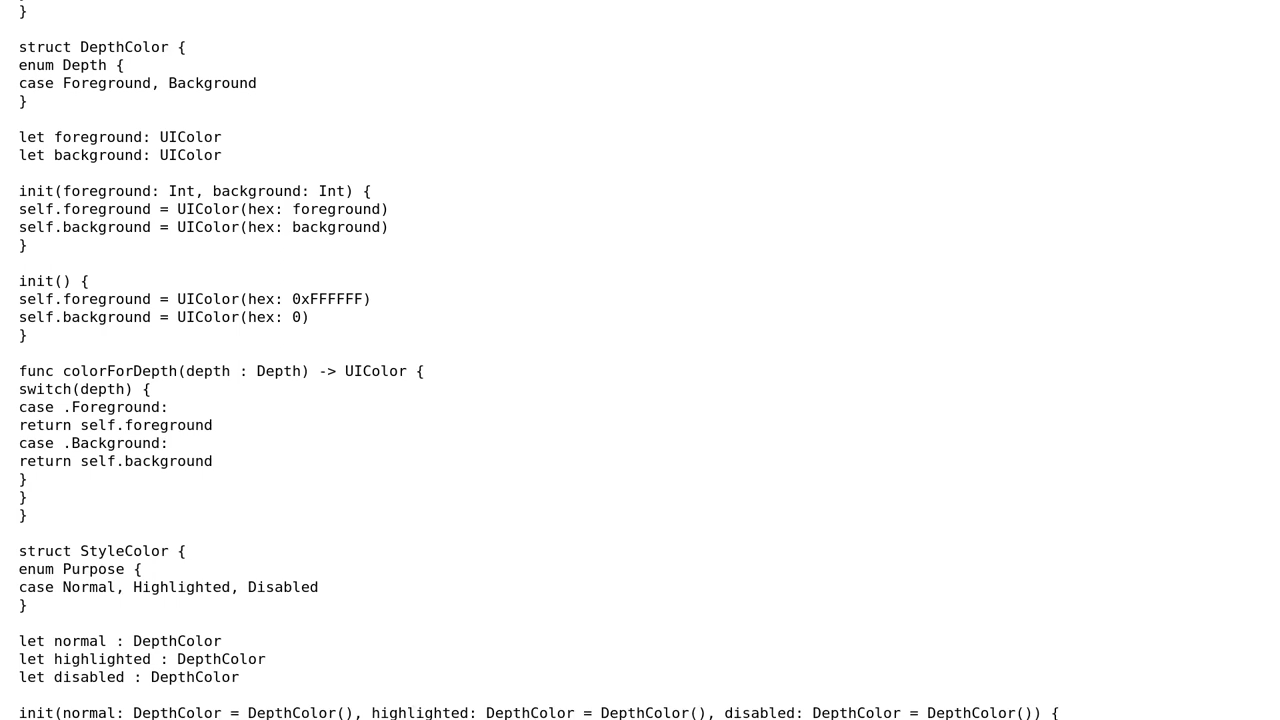 }

struct DepthColor {
enum Depth {
case Foreground, Background
}

let foreground: UIColor
let background: UIColor

init(foreground: Int, background: Int) {
self.foreground = UIColor(hex: foreground)
self.background = UIColor(hex: background)
}

init() {
self.foreground = UIColor(hex: 0xFFFFFF)
self.background = UIColor(hex: 0)
}

func colorForDepth(depth : Depth) -> UIColor {
switch(depth) {
case .Foreground:
return self.foreground
case .Background:
return self.background
}
}
}

struct StyleColor {
enum Purpose {
case Normal, Highlighted, Disabled
}

let normal : DepthColor
let highlighted : DepthColor
let disabled : DepthColor

init(normal: DepthColor = DepthColor(), highlighted: DepthColor = DepthColor(), disabled: DepthColor = DepthColor()) {